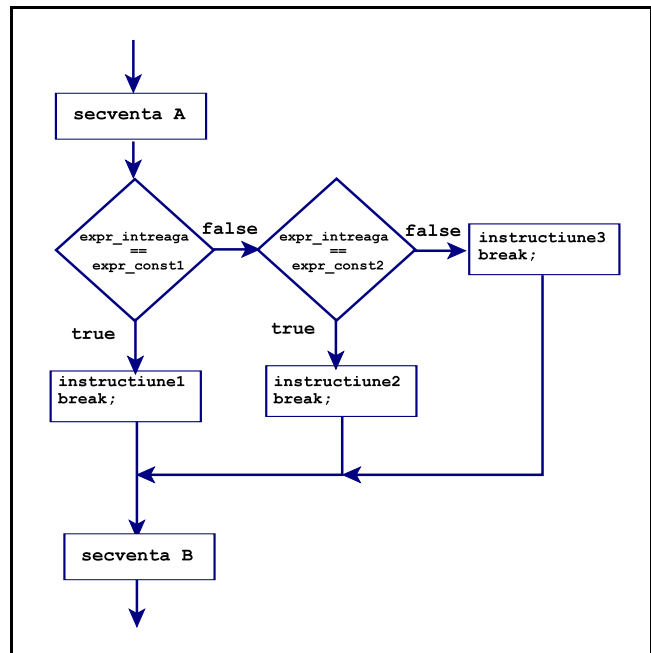 secventa A
expr_intreaga
==
expr_const1
false
expr_intreaga
==
expr_const2
false
instructiune3
break;
true
true
instructiune1
break;
instructiune2
break;
secventa B